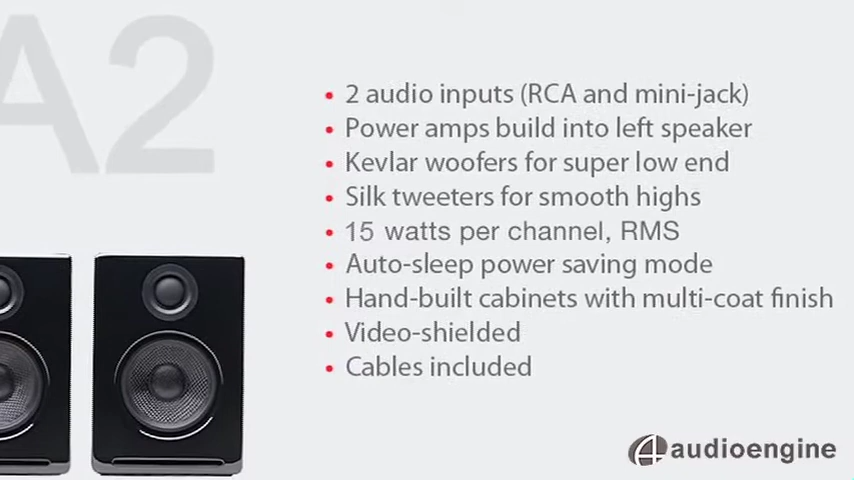 A2
• 2 audio inputs (RCA and mini-jack)
• Power amps build into left speaker
• Kevlar woofers for super low end
• Silk tweeters for smooth highs
• 15 watts per channel, RMS
• Auto-sleep power saving mode
• Hand-built cabinets with multi-coat finish
• Video-shielded
• Cables included
audioengine